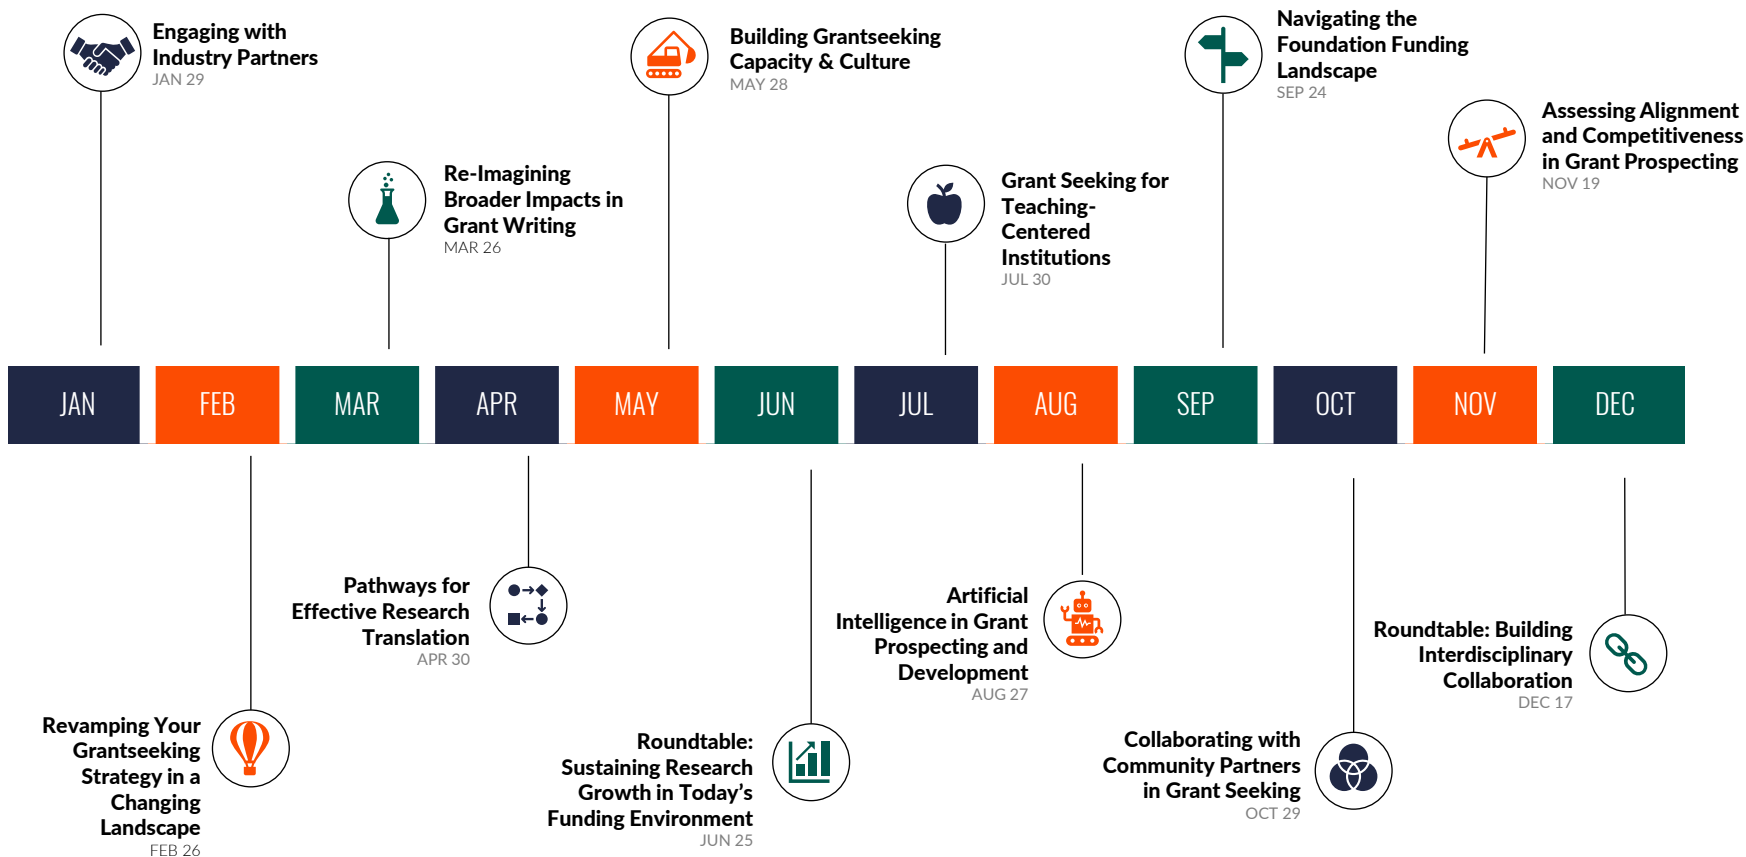 Engaging with
Industry Partners
JAN 29
Re-Imagining
Broader Impacts in
Grant Writing
MAR 26
Building Grantseeking
Capacity & Culture
MAY 28
Grant Seeking for
Teaching-
Centered
Institutions
JUL 30
Navigating the
Foundation Funding
Landscape
SEP 24
Assessing Alignment
and Competitiveness
in Grant Prospecting
NOV 19
JAN
FEB
MAR
APR
MAY
JUN
JUL
AUG
SEP
OCT
NOV
DEC
Revamping Your
Grantseeking
Strategy in a
Changing
Landscape
FEB 26
Pathways for
Effective Research
Translation
APR 30
Roundtable:
Sustaining Research
Growth in Today’s
Funding Environment
JUN 25
Artificial
Intelligence in Grant
Prospecting and
Development
AUG 27
Collaborating with
Community Partners
in Grant Seeking
OCT 29
Roundtable: Building
Interdisciplinary
Collaboration
DEC 17